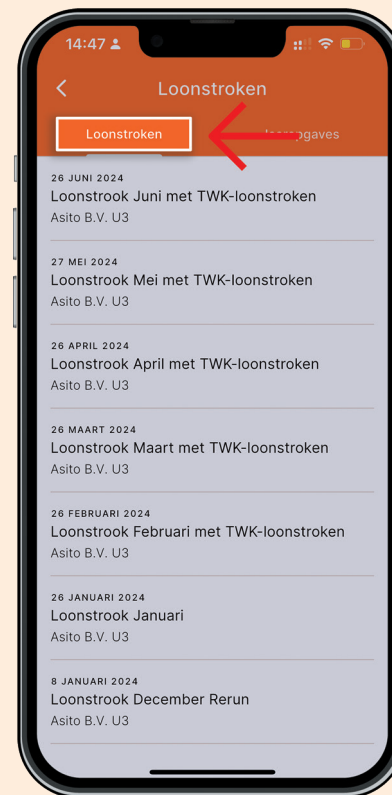 14:47
Loonstroken
Loonstroken
26 JUNI 2024
Loonstrook Juni met TWK-loonstroken
Asito B.V. U3
27 MEI 2024
Loonstrook Mei met TWK-loonstroken
Asito B.V. U3
26 APRIL 2024
Loonstrook April met TWK-loonstroken
Asito B.V. U3
26 MAART 2024
Loonstrook Maart met TWK-loonstroken
Asito B.V. U3
26 FEBRUARI 2024
Loonstrook Februari met TWK-loonstroken
Asito B.V. U3
26 JANUARI 2024
Loonstrook Januari
Asito B.V. U3
8 JANUARI 2024
Loonstrook December Rerun
Asito B.V. U3